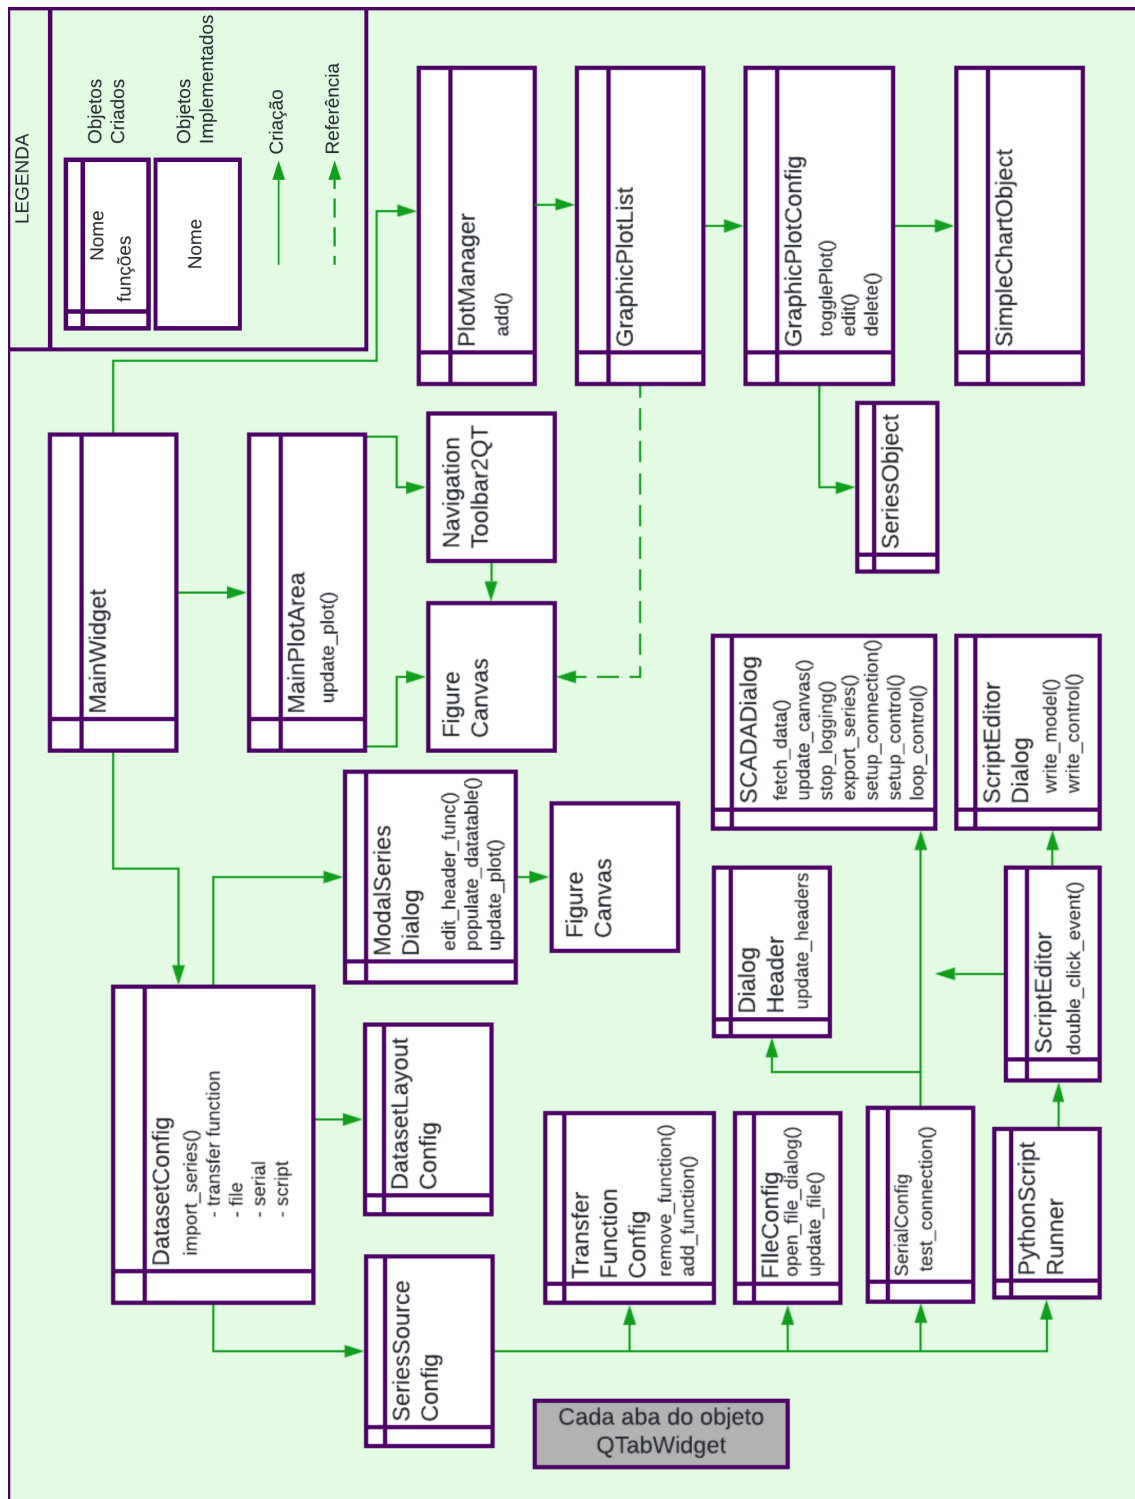 LEGENDA
Nome
funções
Objetos
Criados
Nome
Objetos
Implementados
Criação
Referência
MainWidget
DatasetConfig
import_series()
- transfer function
- file
- serial
- script
MainPlotArea
update_plot()
PlotManager
add()
SeriesSource
Config
DatasetLayout
Config
ModalSeries
Dialog
edit_header_func()
populate_datatable()
update_plot()
Figure
Canvas
Navigation
Toolbar2QT
GraphicPlotList
Figure
Canvas
GraphicPlotConfig
togglePlot()
edit()
delete()
SeriesObject
SimpleChartObject
Cada aba do objeto
QTabWidget
Transfer
Function
Config
remove_function()
add_function()
FIleConfig
open_file_dialog()
update_file()
SerialConfig
test_connection()
PythonScript
Runner
Dialog
Header
update_headers
SCADADialog
fetch_data()
update_canvas()
stop_logging()
export_series()
setup_connection()
setup_control()
loop_control()
ScriptEditor
double_click_event()
ScriptEditor
Dialog
write_model()
write_control()